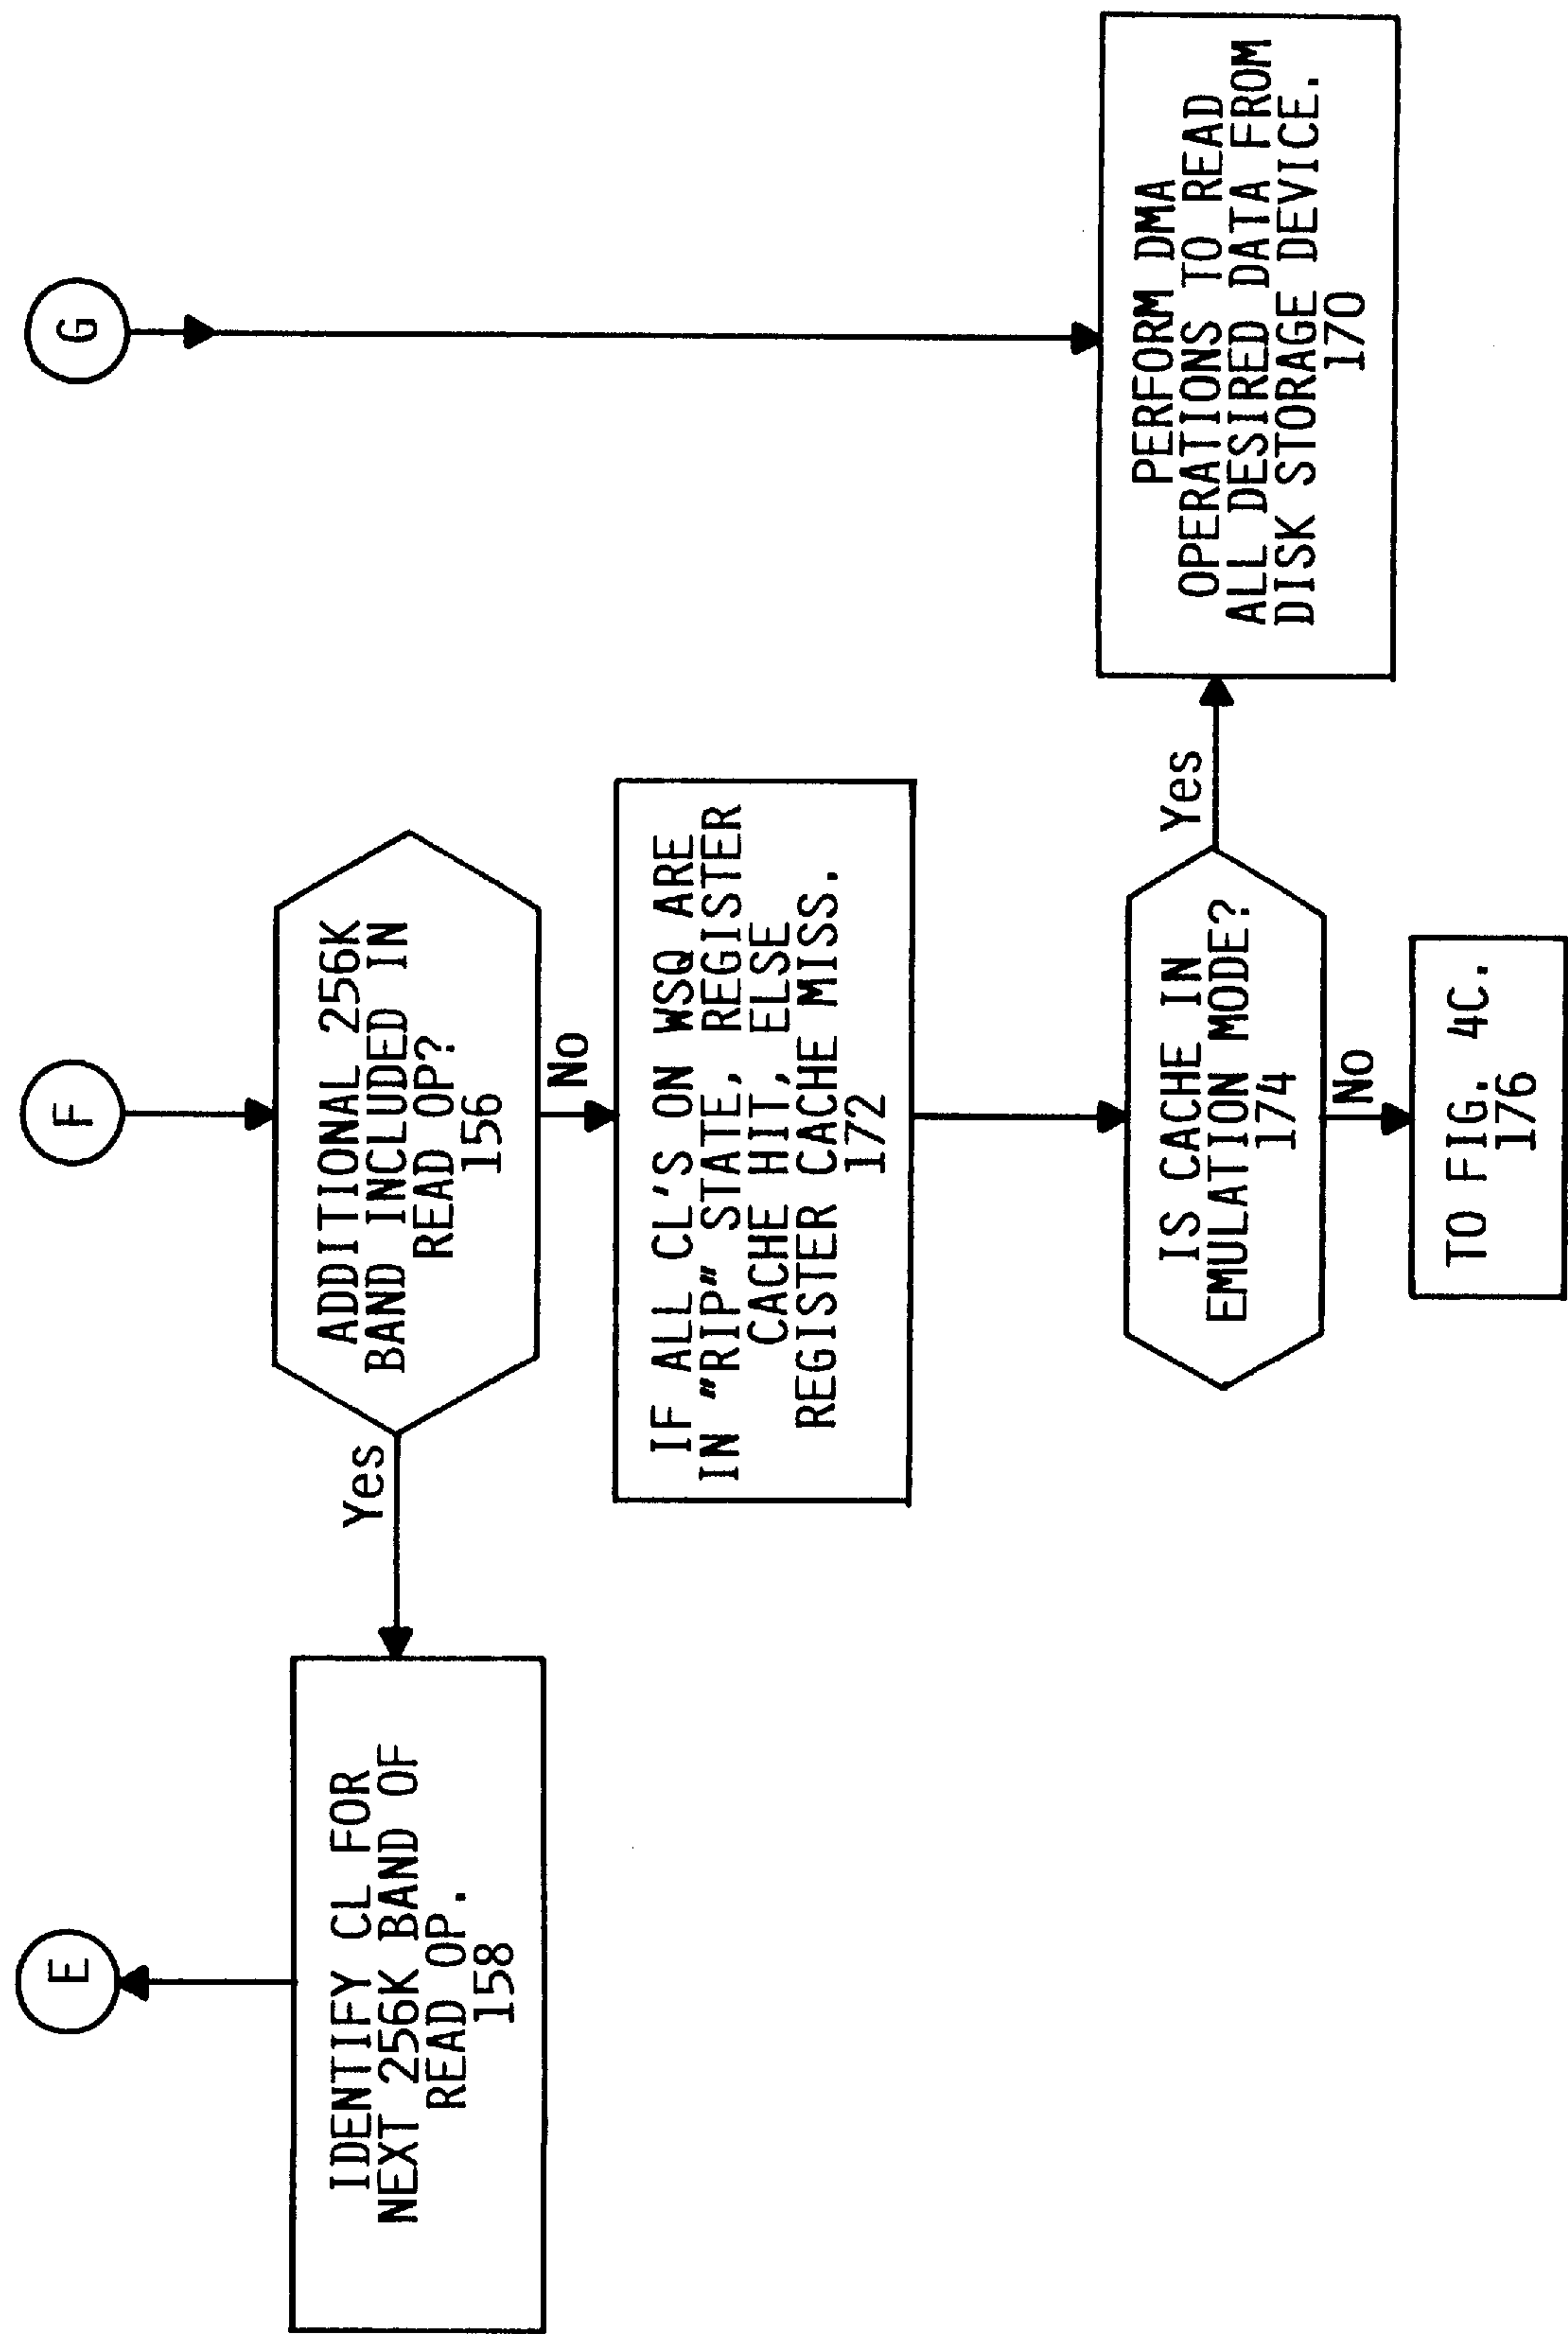 E
F
G
IDENTIFY CL FOR
NEXT 256K BAND OF
READ OP.
158
Yes
ADDITIONAL 256K
BAND INCLUDED IN
READ OP?
156
No
IF ALL CL'S ON WSQ ARE
IN "RIP" STATE, REGISTER
CACHE HIT, ELSE
REGISTER CACHE MISS.
172
IS CACHE IN
EMULATION MODE?
174
Yes
No
PERFORM DMA
OPERATIONS TO READ
ALL DESIRED DATA FROM
DISK STORAGE DEVICE.
170
TO FIG. 4C.
176